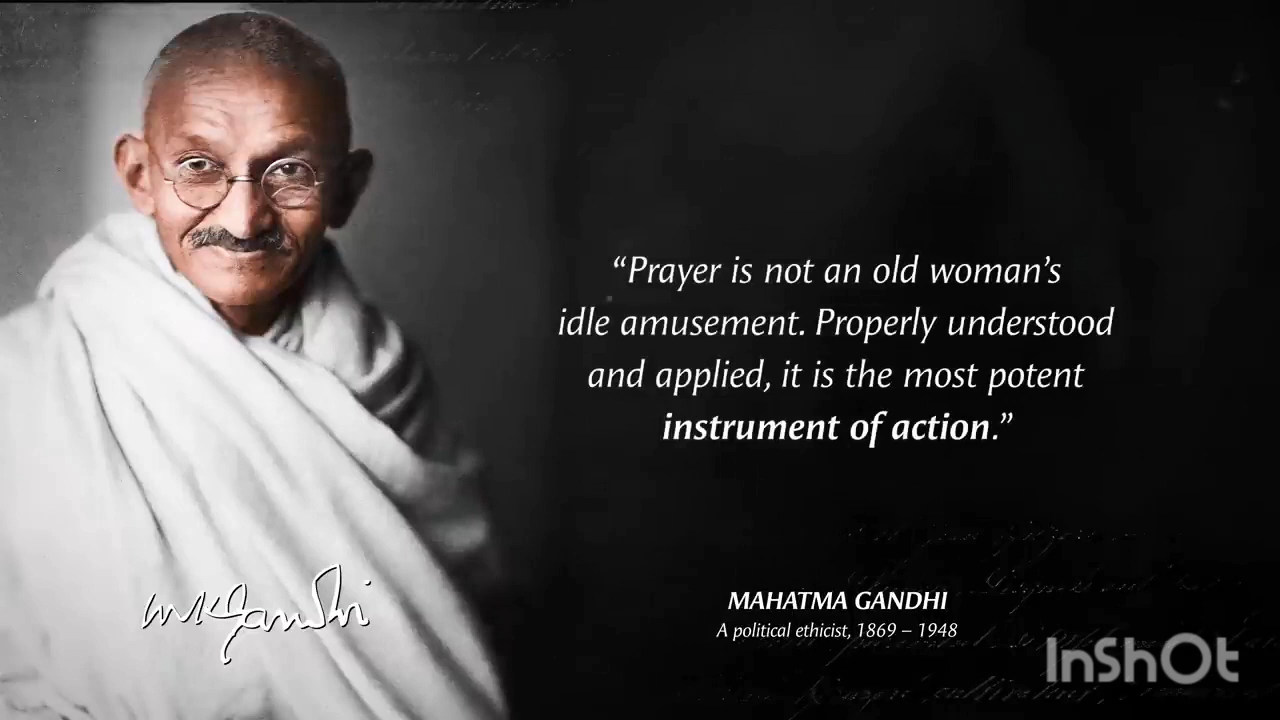 “Prayer is not an old woman’s
idle amusement. Properly understood
and applied, it is the most potent
instrument of action.”
MKGandhi
MAHATMA GANDHI
A political ethicist, 1869 – 1948
InShOt